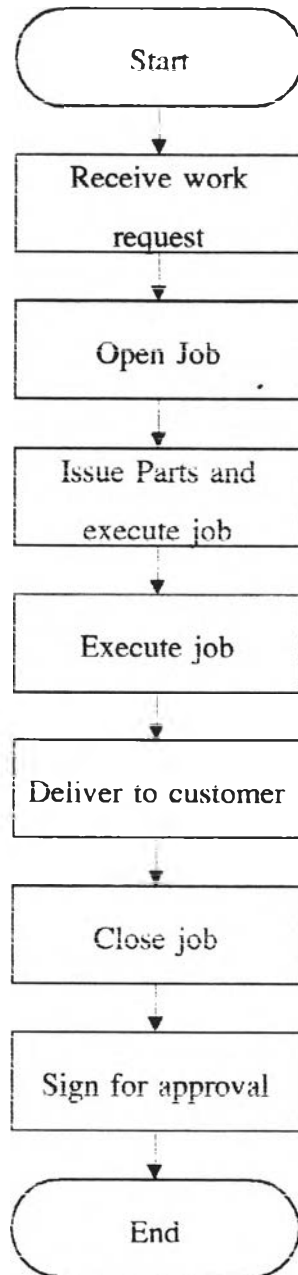 Start
Receive work
request
Open Job
Issue Parts and
execute job
Execute job
Deliver to customer
Close job
Sign for approval
End